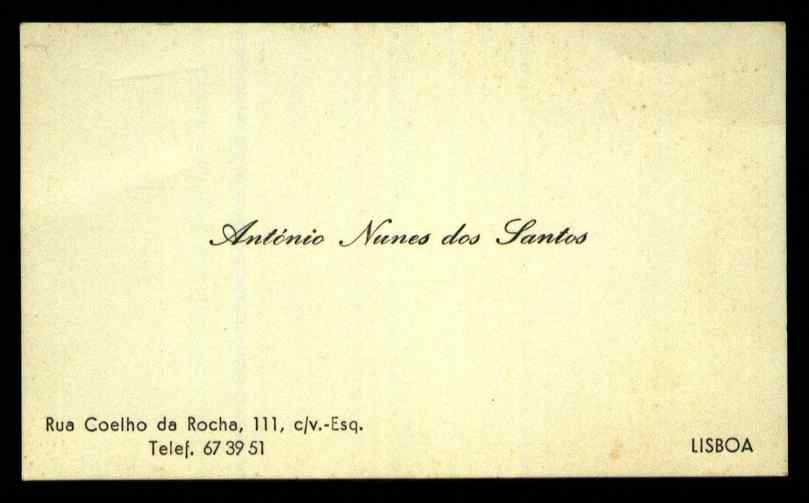 António Nunes dos Santos
Rua Coelho da Rocha, 111, c/v.-Esq.
Telef. 67 39 51
LISBOA